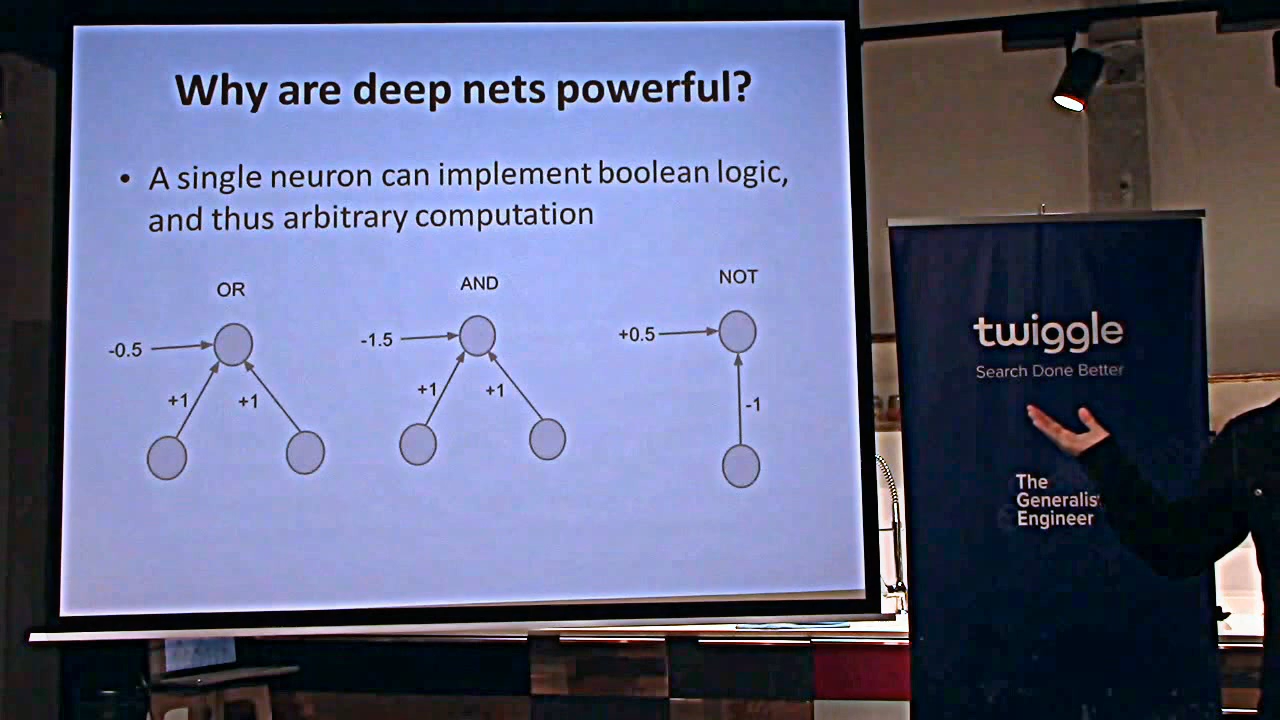 Why are deep nets powerful?
• A single neuron can implement boolean logic,
and thus arbitrary computation
OR
AND
NOT
-0.5
-1.5
+0.5
+1
+1
+1
+1
-1
twiggle
Search Done Better
The
Generalist
Engineer